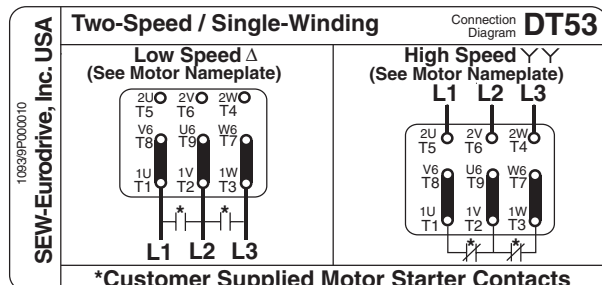 1093/9P000010
SEW-Eurodrive, Inc. USA
Two-Speed / Single-Winding
Connection Diagram DT53
Low Speed Δ
(See Motor Nameplate)
2U 2V 2W
T5 T6 T4
V6 U6 W6
T8 T9 T7
1U 1V 1W
T1 T2 T3
* *
L1 L2 L3
High Speed YY
(See Motor Nameplate)
L1 L2 L3
2U 2V 2W
T5 T6 T4
V6 U6 W6
T8 T9 T7
1U 1V 1W
T1 T2 T3
* *
*Customer Supplied Motor Starter Contacts